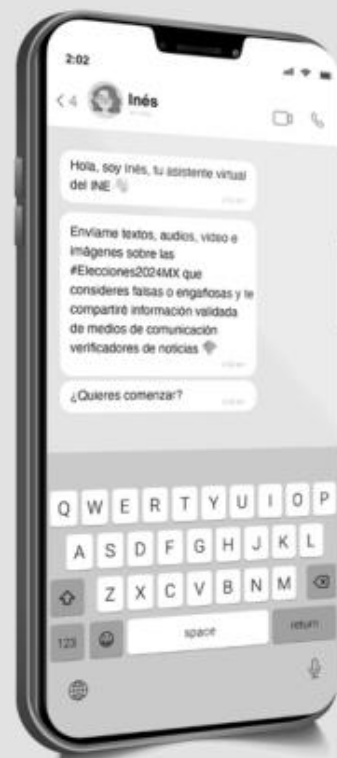 2:02
4
Inés
Hola, soy Inés, tu asistente virtual
del INE
Envíame textos, audios, video e
imágenes sobre las
#Elecciones2024MX que
consideres falsas o engañosas y te
compartiré información validada
de medios de comunicación
verificadores de noticias
¿Quieres comenzar?
Q W E R T Y U I O P
A S D F G H J K L
Z X C V B N M
123 space return